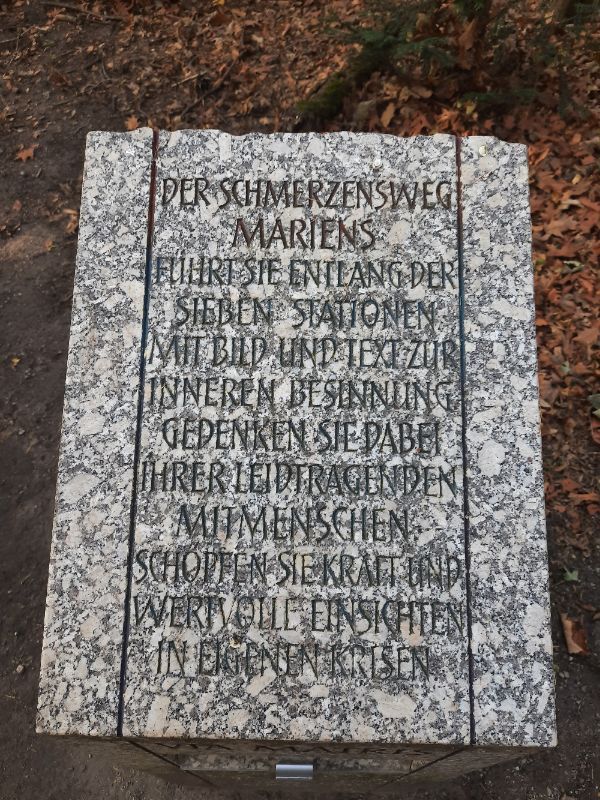 DER SCHMERZENSWEG
MARIENS
FÜHRT SIE ENTLANG DER
SIEBEN STATIONEN
MIT BILD UND TEXT ZUR
INNEREN BESINNUNG
GEDENKEN SIE DABEI
IHRER LEIDTRAGENDEN
MITMENSCHEN
SCHÖPFEN SIE KRAFT UND
WERTVOLLE EINSICHTEN
IN EIGENEN KRISEN